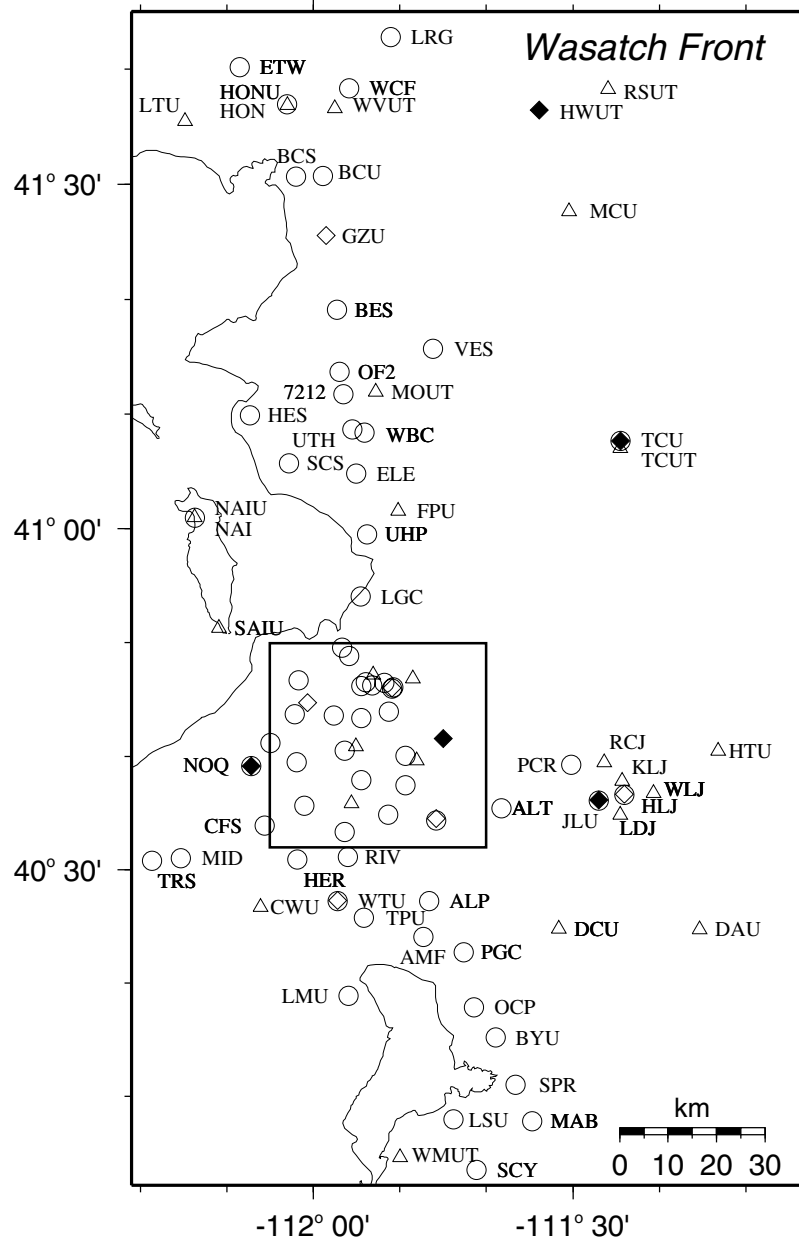 LRG
Wasatch Front
ETW
HONU
HON
WCF
WVUT
LTU
RSUT
HWUT
BCS
BCU
41° 30'
MCU
GZU
BES
VES
OF2
7212
MOUT
HES
UTH
WBC
TCU
TCUT
SCS
ELE
NAIU
NAI
FPU
41° 00'
UHP
LGC
SAIU
NOQ
PCR
RCJ
KLJ
HTU
WLJ
HLJ
JLU
LDJ
ALT
CFS
40° 30'
TRS
MID
HER
RIV
CWU
WTU
ALP
TPU
AMF
PGC
DCU
DAU
LMU
OCP
BYU
SPR
LSU
MAB
WMUT
SCY
km
0 10 20 30
-112° 00'
-111° 30'